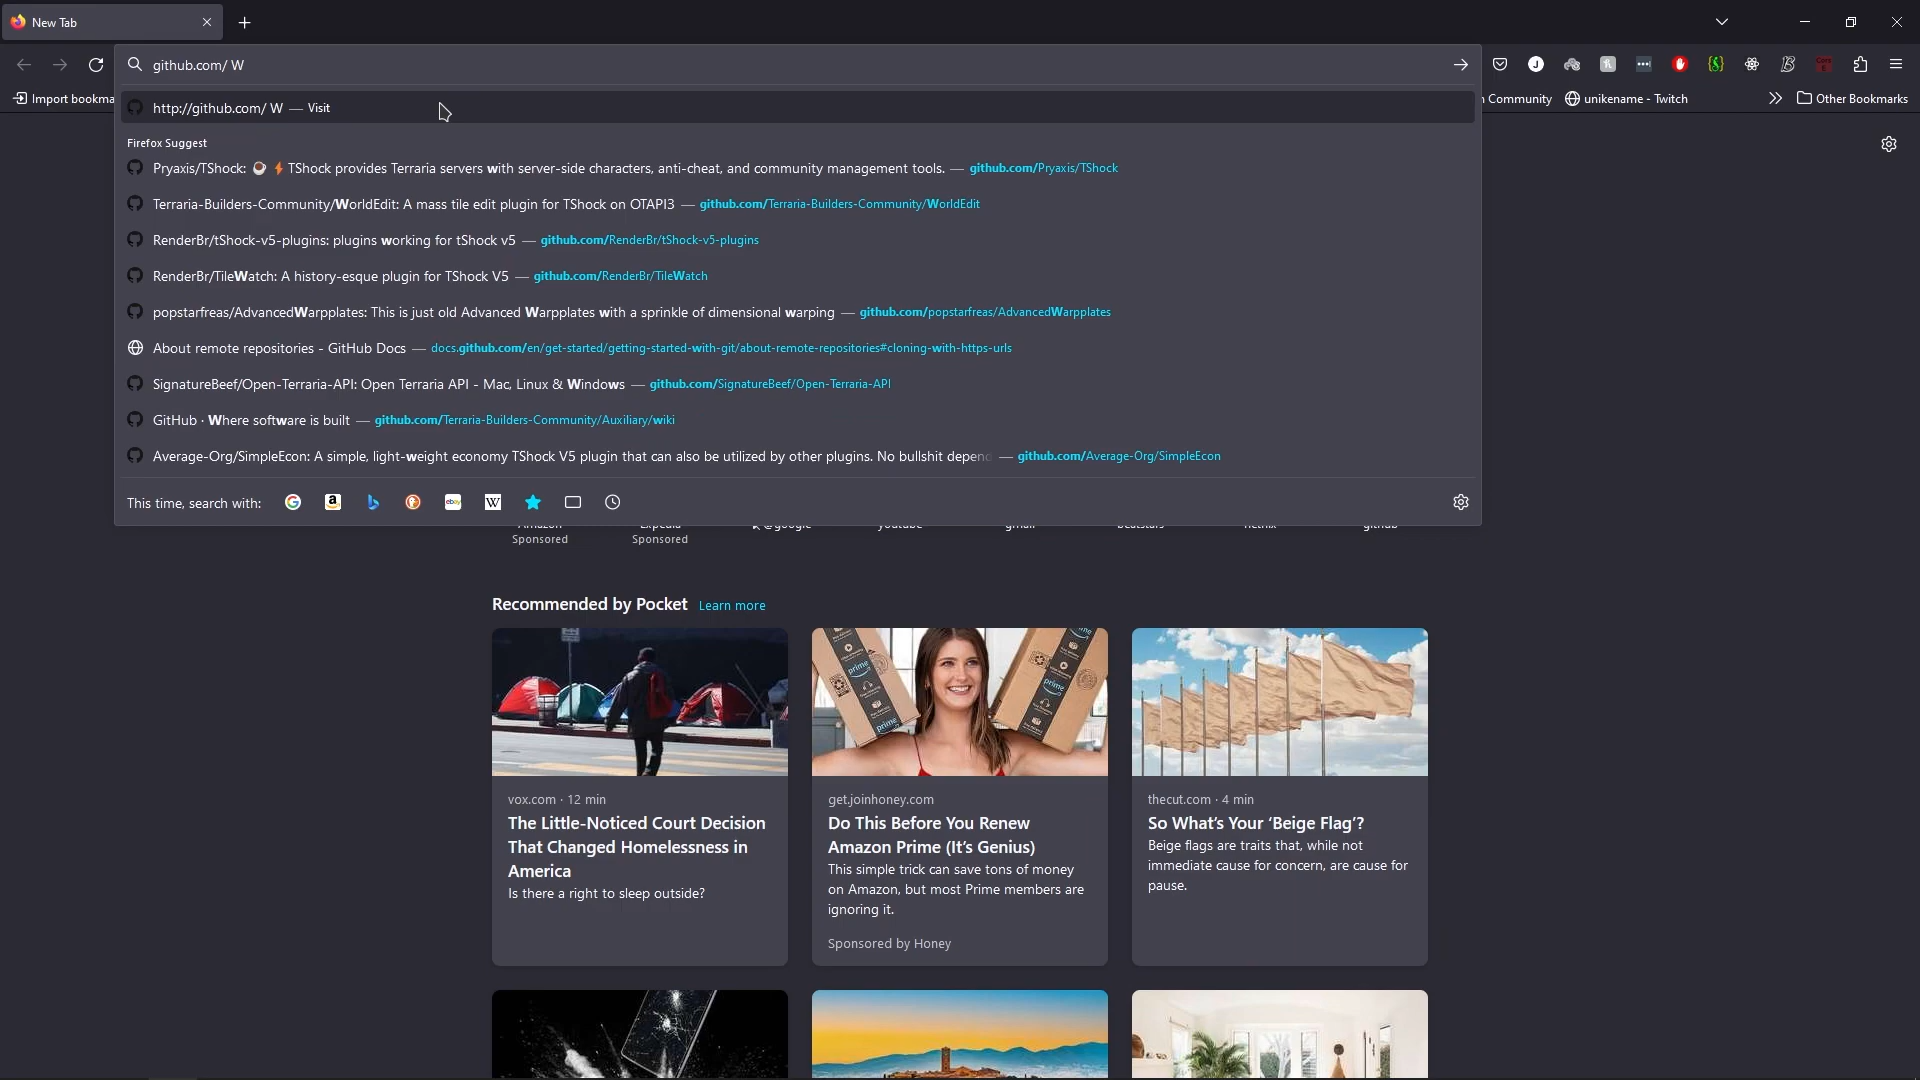 New Tab
github.com/ W
Import bookma
n Community
unikename - Twitch
Other Bookmarks
http://github.com/ W — Visit
Firefox Suggest
Pryaxis/TShock: ☕️⚡️TShock provides Terraria servers with server-side characters, anti-cheat, and community management tools. — github.com/Pryaxis/TShock
Terraria-Builders-Community/WorldEdit: A mass tile edit plugin for TShock on OTAPI3 — github.com/Terraria-Builders-Community/WorldEdit
RenderBr/tShock-v5-plugins: plugins working for tShock v5 — github.com/RenderBr/tShock-v5-plugins
RenderBr/TileWatch: A history-esque plugin for TShock V5 — github.com/RenderBr/TileWatch
popstarfreas/AdvancedWarpplates: This is just old Advanced Warpplates with a sprinkle of dimensional warping — github.com/popstarfreas/AdvancedWarpplates
About remote repositories - GitHub Docs — docs.github.com/en/get-started/getting-started-with-git/about-remote-repositories#cloning-with-https-urls
SignatureBeef/Open-Terraria-API: Open Terraria API - Mac, Linux & Windows — github.com/SignatureBeef/Open-Terraria-API
GitHub · Where software is built — github.com/Terraria-Builders-Community/Auxiliary/wiki
Average-Org/SimpleEcon: A simple, light-weight economy TShock V5 plugin that can also be utilized by other plugins. No bullshit depend — github.com/Average-Org/SimpleEcon
This time, search with:
Amazon
Expedia
@google
youtube
gmail
beatstars
netflix
github
Sponsored
Sponsored
Recommended by Pocket Learn more
prime
prime
prime
vox.com · 12 min
The Little-Noticed Court Decision
That Changed Homelessness in
America
Is there a right to sleep outside?
get.joinhoney.com
Do This Before You Renew
Amazon Prime (It's Genius)
This simple trick can save tons of money
on Amazon, but most Prime members are
ignoring it.
Sponsored by Honey
thecut.com · 4 min
So What's Your 'Beige Flag'?
Beige flags are traits that, while not
immediate cause for concern, are cause for
pause.